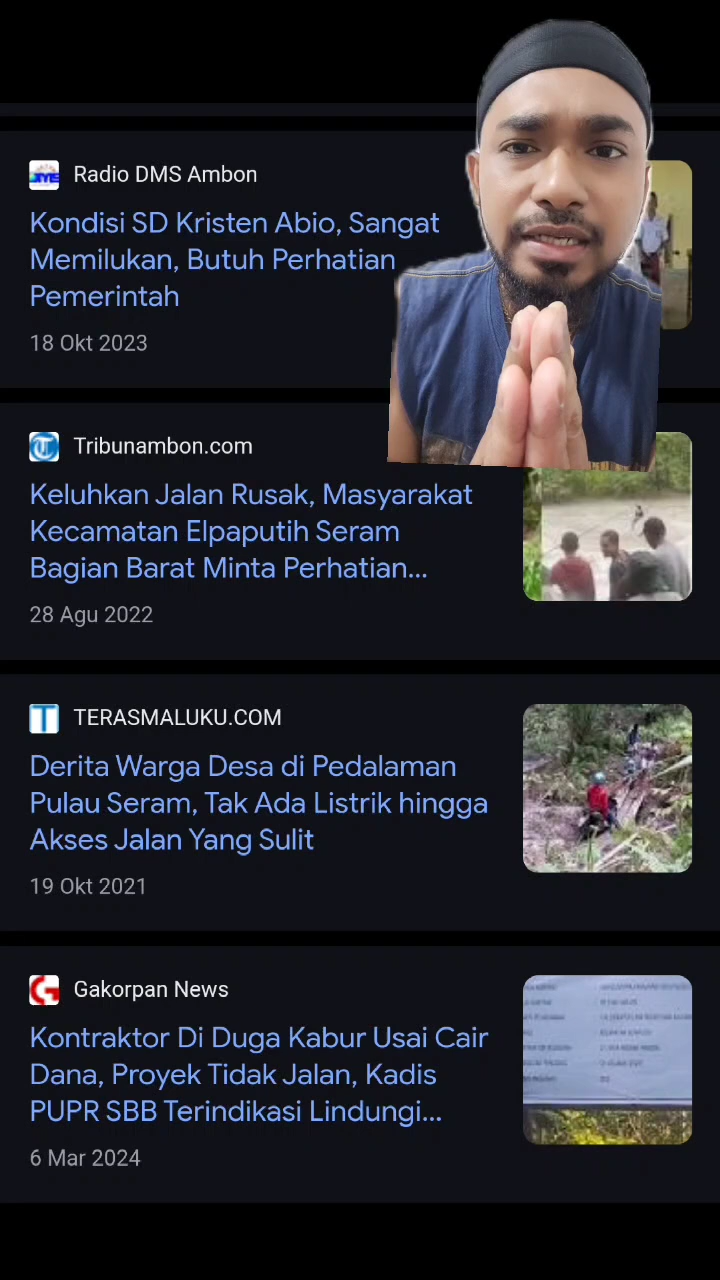 Radio DMS Ambon
Kondisi SD Kristen Abio, Sangat
Memilukan, Butuh Perhatian
Pemerintah
18 Okt 2023
Tribunambon.com
Keluhkan Jalan Rusak, Masyarakat
Kecamatan Elpaputih Seram
Bagian Barat Minta Perhatian...
28 Agu 2022
TERASMALUKU.COM
Derita Warga Desa di Pedalaman
Pulau Seram, Tak Ada Listrik hingga
Akses Jalan Yang Sulit
19 Okt 2021
Gakorpan News
Kontraktor Di Duga Kabur Usai Cair
Dana, Proyek Tidak Jalan, Kadis
PUPR SBB Terindikasi Lindungi...
6 Mar 2024